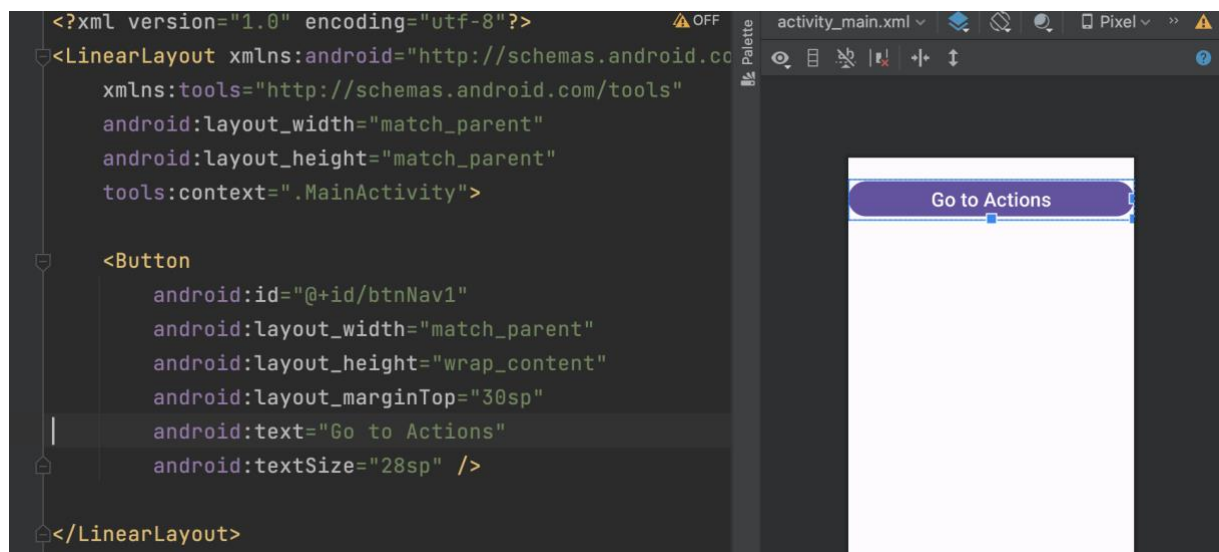 <?xml version="1.0" encoding="utf-8"?>
OFF
<LinearLayout xmlns:android="http://schemas.android.co
xmlns:tools="http://schemas.android.com/tools"
android:layout_width="match_parent"
android:layout_height="match_parent"
tools:context=".MainActivity">
<Button
android:id="@+id/btnNav1"
android:layout_width="match_parent"
android:layout_height="wrap_content"
android:layout_marginTop="30sp"
android:text="Go to Actions"
android:textSize="28sp" />
</LinearLayout>
Palette
activity_main.xml
Pixel
Go to Actions